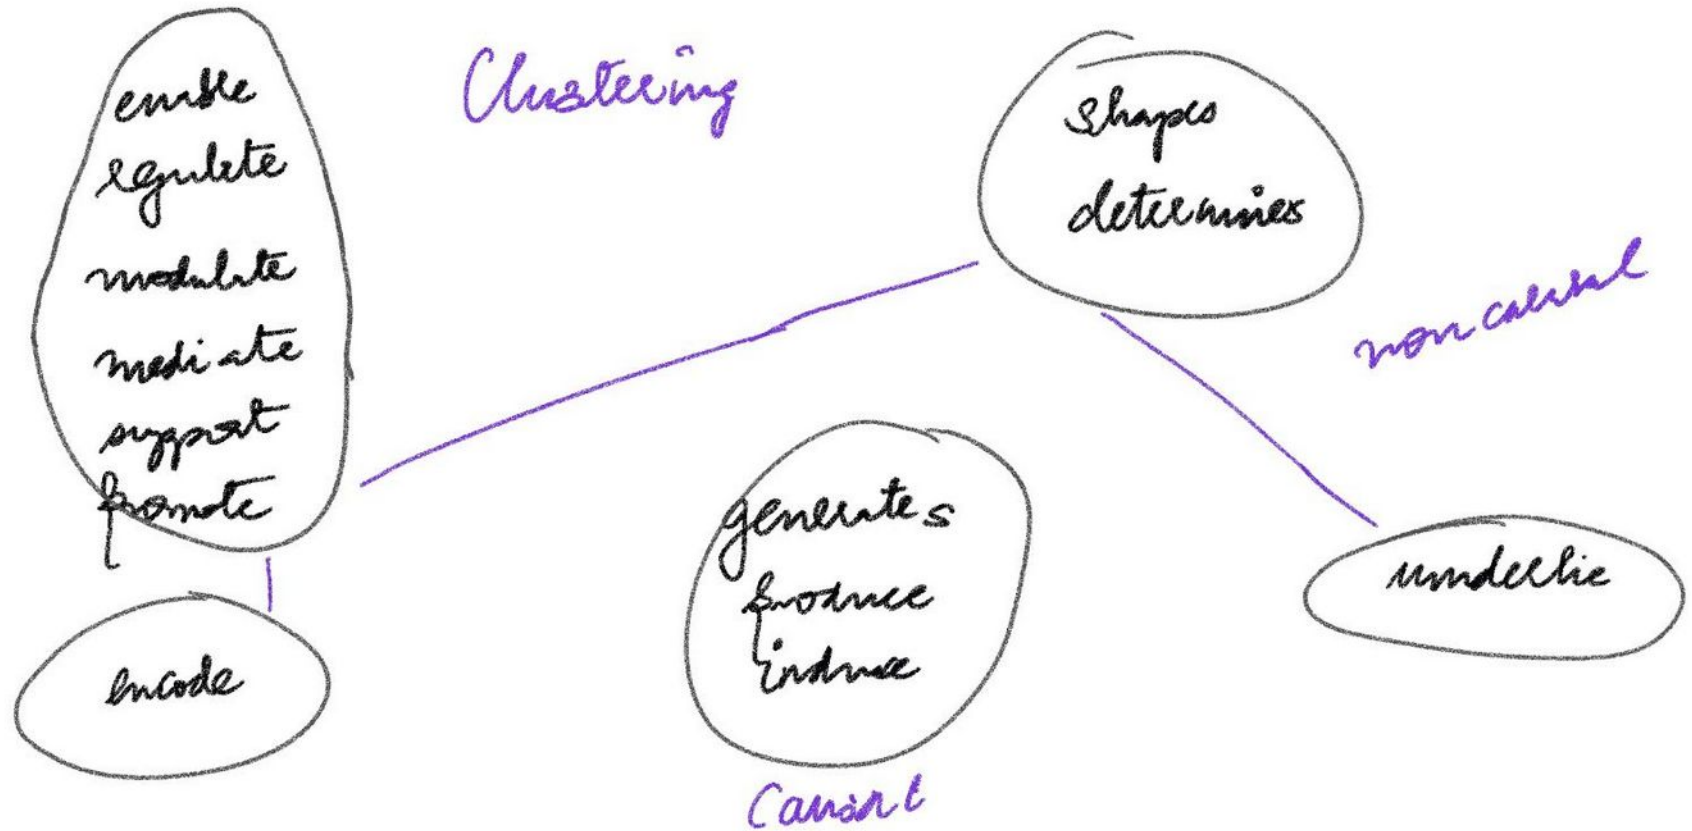 Clustering
enable
regulate
modulate
mediate
support
promote
encode
shapes
determines
non causal
generates
produce
induce
Causal
underlie